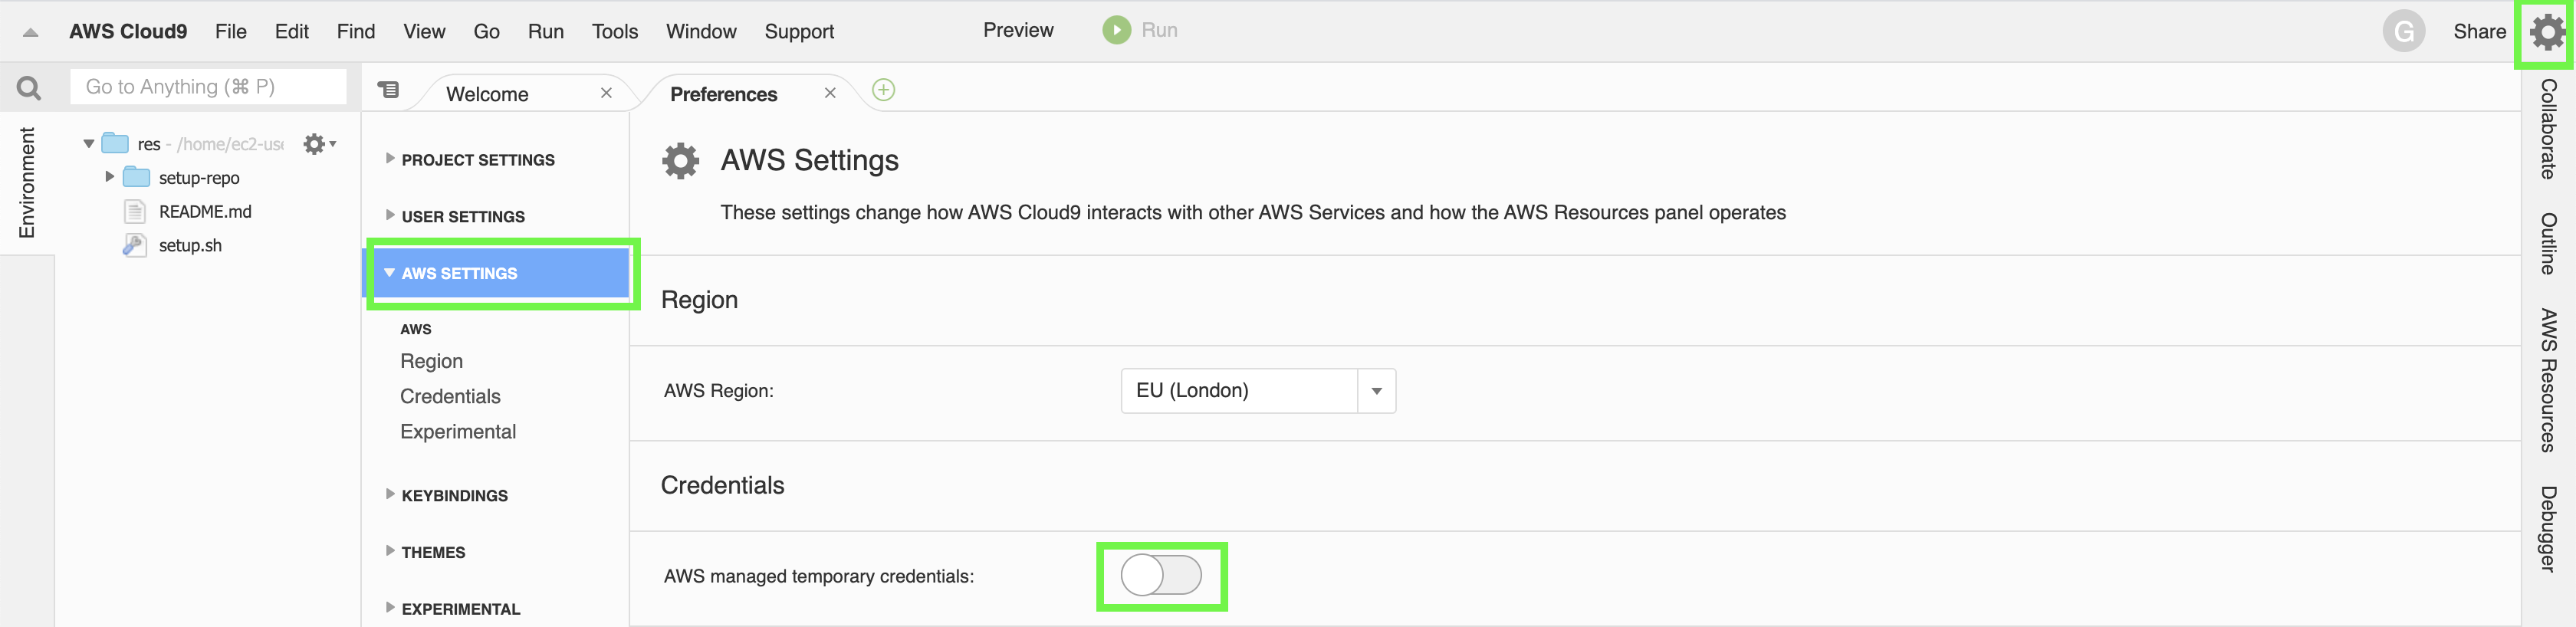 AWS Cloud9 File Edit Find View Go Run Tools Window Support Preview Run G Share
Go to Anything (⌘ P)
Welcome
Preferences
Environment
res - /home/ec2-use
setup-repo
README.md
setup.sh
PROJECT SETTINGS
USER SETTINGS
AWS SETTINGS
AWS
Region
Credentials
Experimental
KEYBINDINGS
THEMES
EXPERIMENTAL
AWS Settings
These settings change how AWS Cloud9 interacts with other AWS Services and how the AWS Resources panel operates
Region
AWS Region: EU (London)
Credentials
AWS managed temporary credentials:
Collaborate
Outline
AWS Resources
Debugger